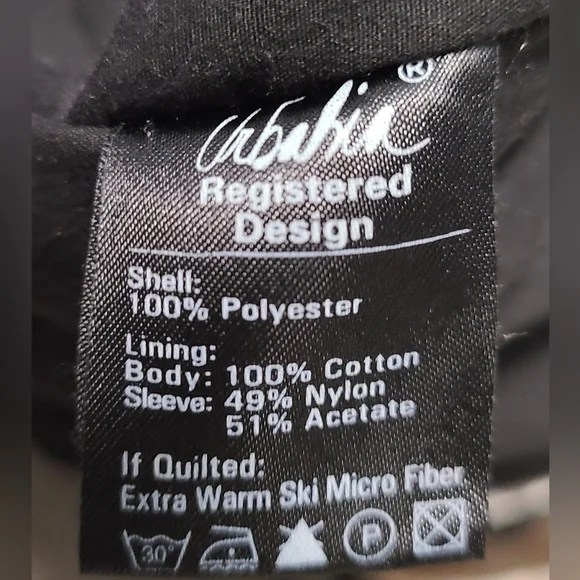 ®
Urbahia
Registered
Design
Shell:
100% Polyester
Lining:
Body: 100% Cotton
Sleeve: 49% Nylon
51% Acetate
If Quilted:
Extra Warm Ski Micro Fiber
30°
P